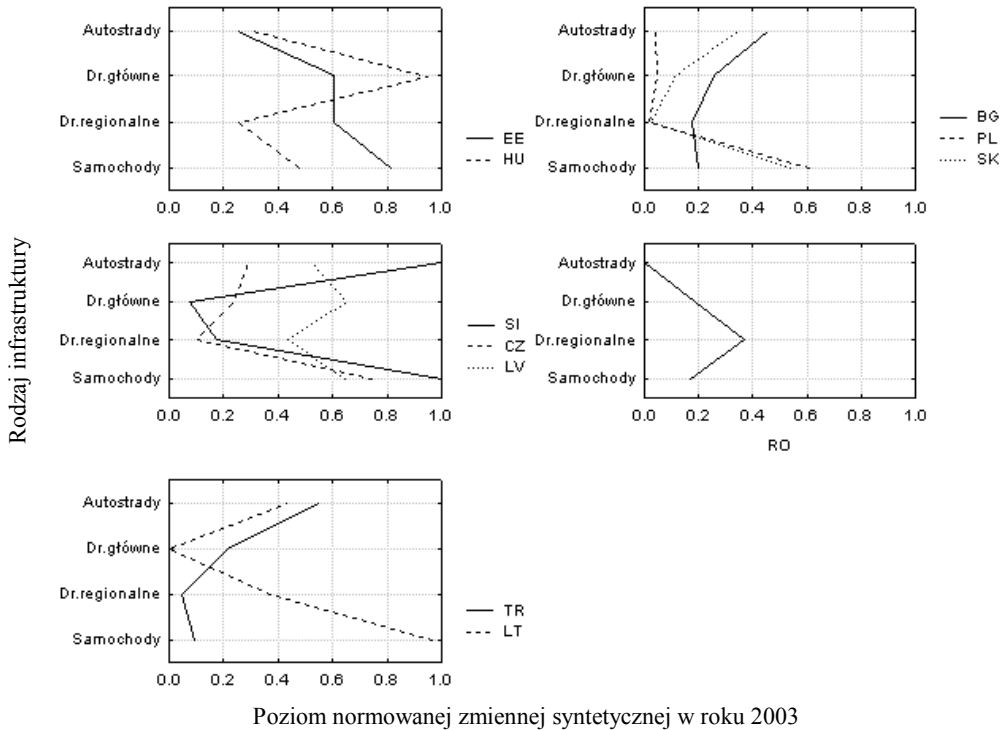 Autostrady
Dr.główne
Dr.regionalne
Samochody
0.0 0.2 0.4 0.6 0.8 1.0
EE
HU
Autostrady
Dr.główne
Dr.regionalne
Samochody
0.0 0.2 0.4 0.6 0.8 1.0
BG
PL
SK
Rodzaj infrastruktury
Autostrady
Dr.główne
Dr.regionalne
Samochody
0.0 0.2 0.4 0.6 0.8 1.0
SI
CZ
LV
Autostrady
Dr.główne
Dr.regionalne
Samochody
0.0 0.2 0.4 0.6 0.8 1.0
RO
Autostrady
Dr.główne
Dr.regionalne
Samochody
0.0 0.2 0.4 0.6 0.8 1.0
TR
LT
Poziom normowanej zmiennej syntetycznej w roku 2003